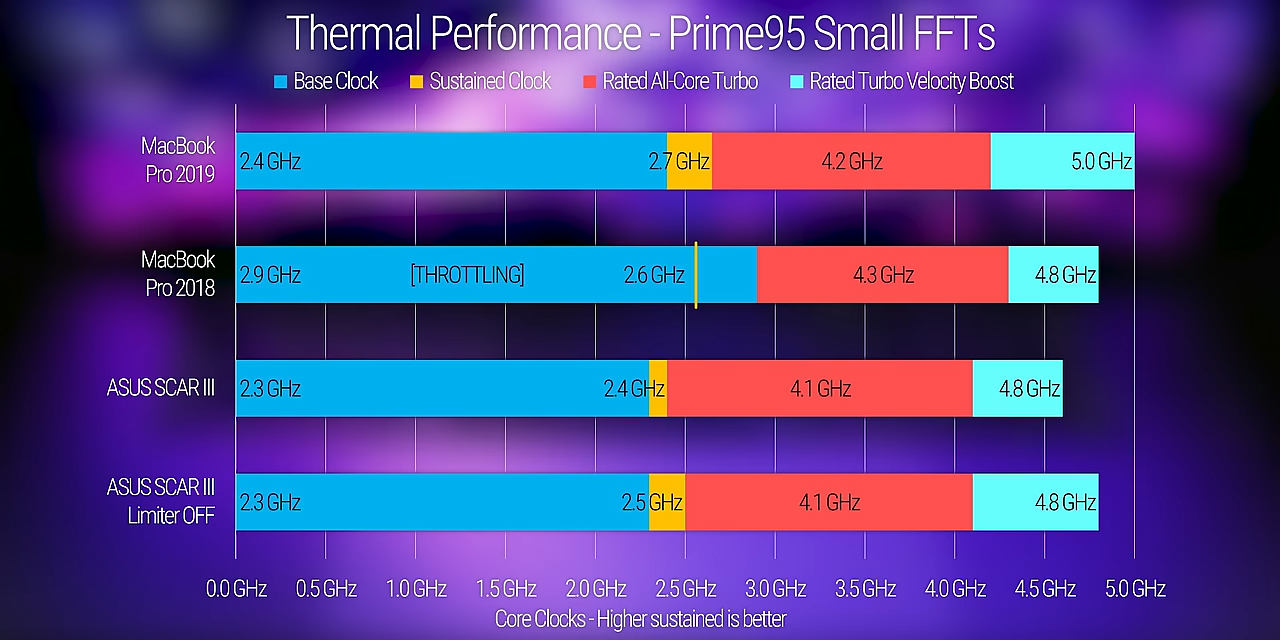 Thermal Performance - Prime95 Small FFTs
Base Clock Sustained Clock Rated All-Core Turbo Rated Turbo Velocity Boost
MacBook
Pro 2019
2.4 GHz 2.7 GHz 4.2 GHz 5.0 GHz
MacBook
Pro 2018
2.9 GHz [THROTTLING] 2.6 GHz 4.3 GHz 4.8 GHz
ASUS SCAR III
2.3 GHz 2.4 GHz 4.1 GHz 4.8 GHz
ASUS SCAR III
Limiter OFF
2.3 GHz 2.5 GHz 4.1 GHz 4.8 GHz
0.0 GHz 0.5 GHz 1.0 GHz 1.5 GHz 2.0 GHz 2.5 GHz 3.0 GHz 3.5 GHz 4.0 GHz 4.5 GHz 5.0 GHz
Core Clocks - Higher sustained is better